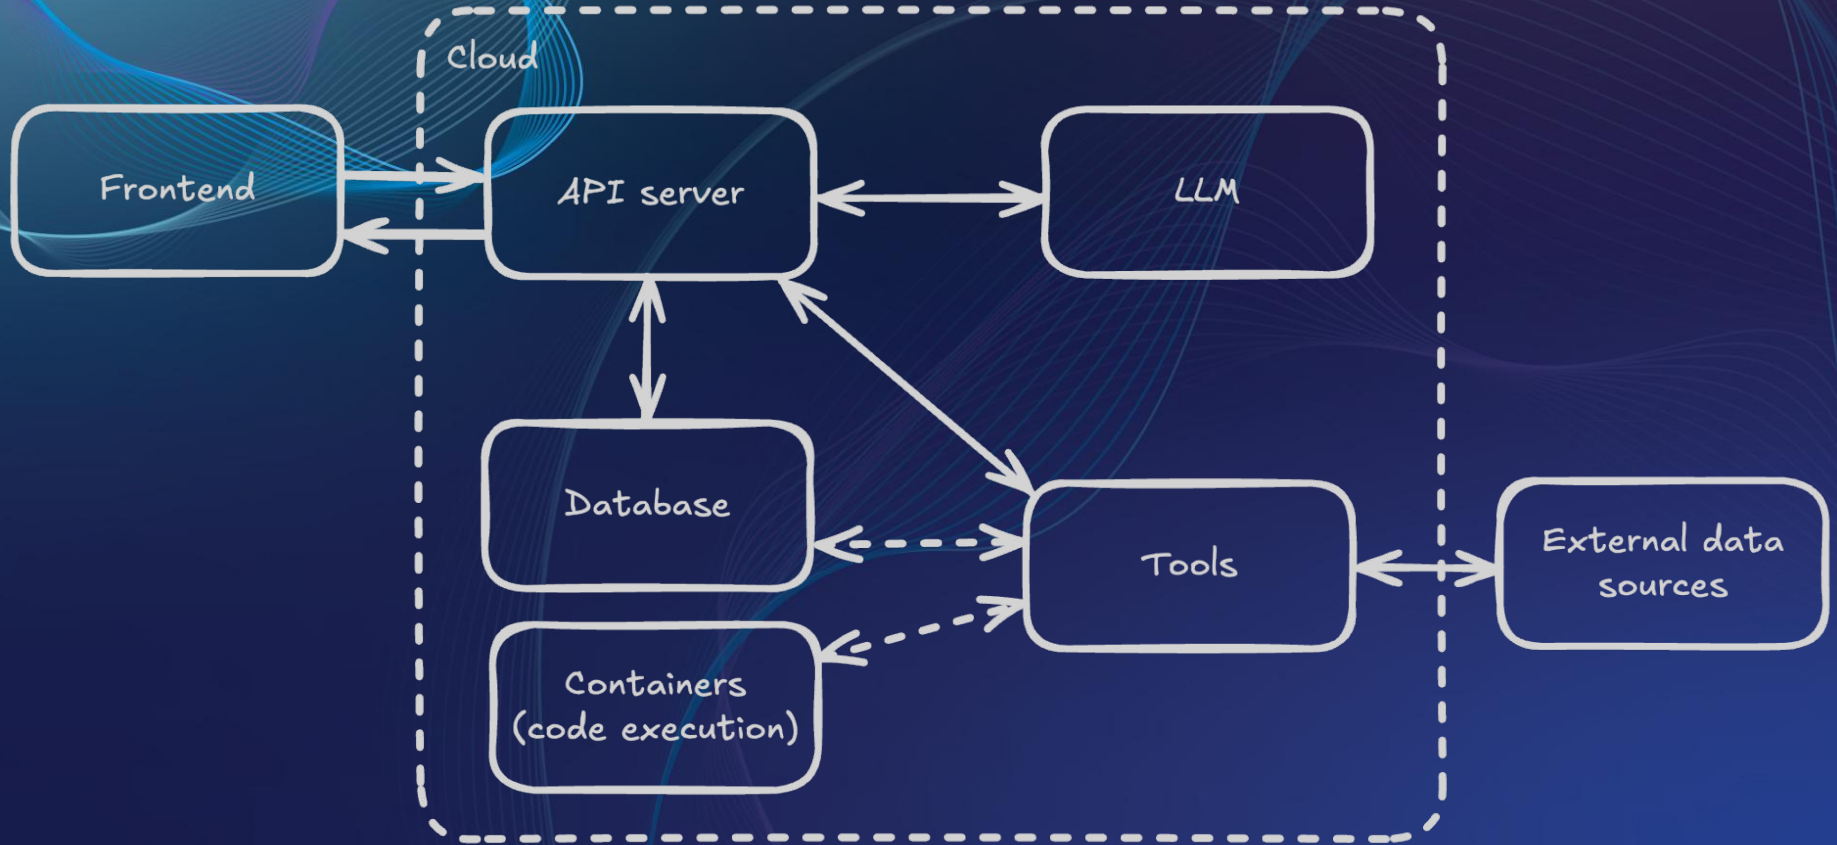 Cloud
Frontend
API server
LLM
Database
Tools
External data
sources
Containers
(code execution)